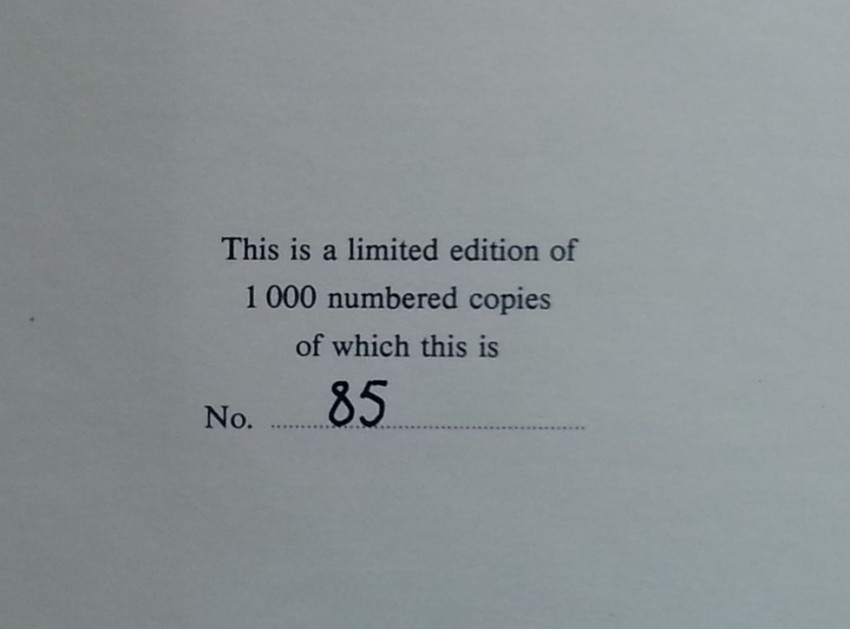 This is a limited edition of
1 000 numbered copies
of which this is
No. 85